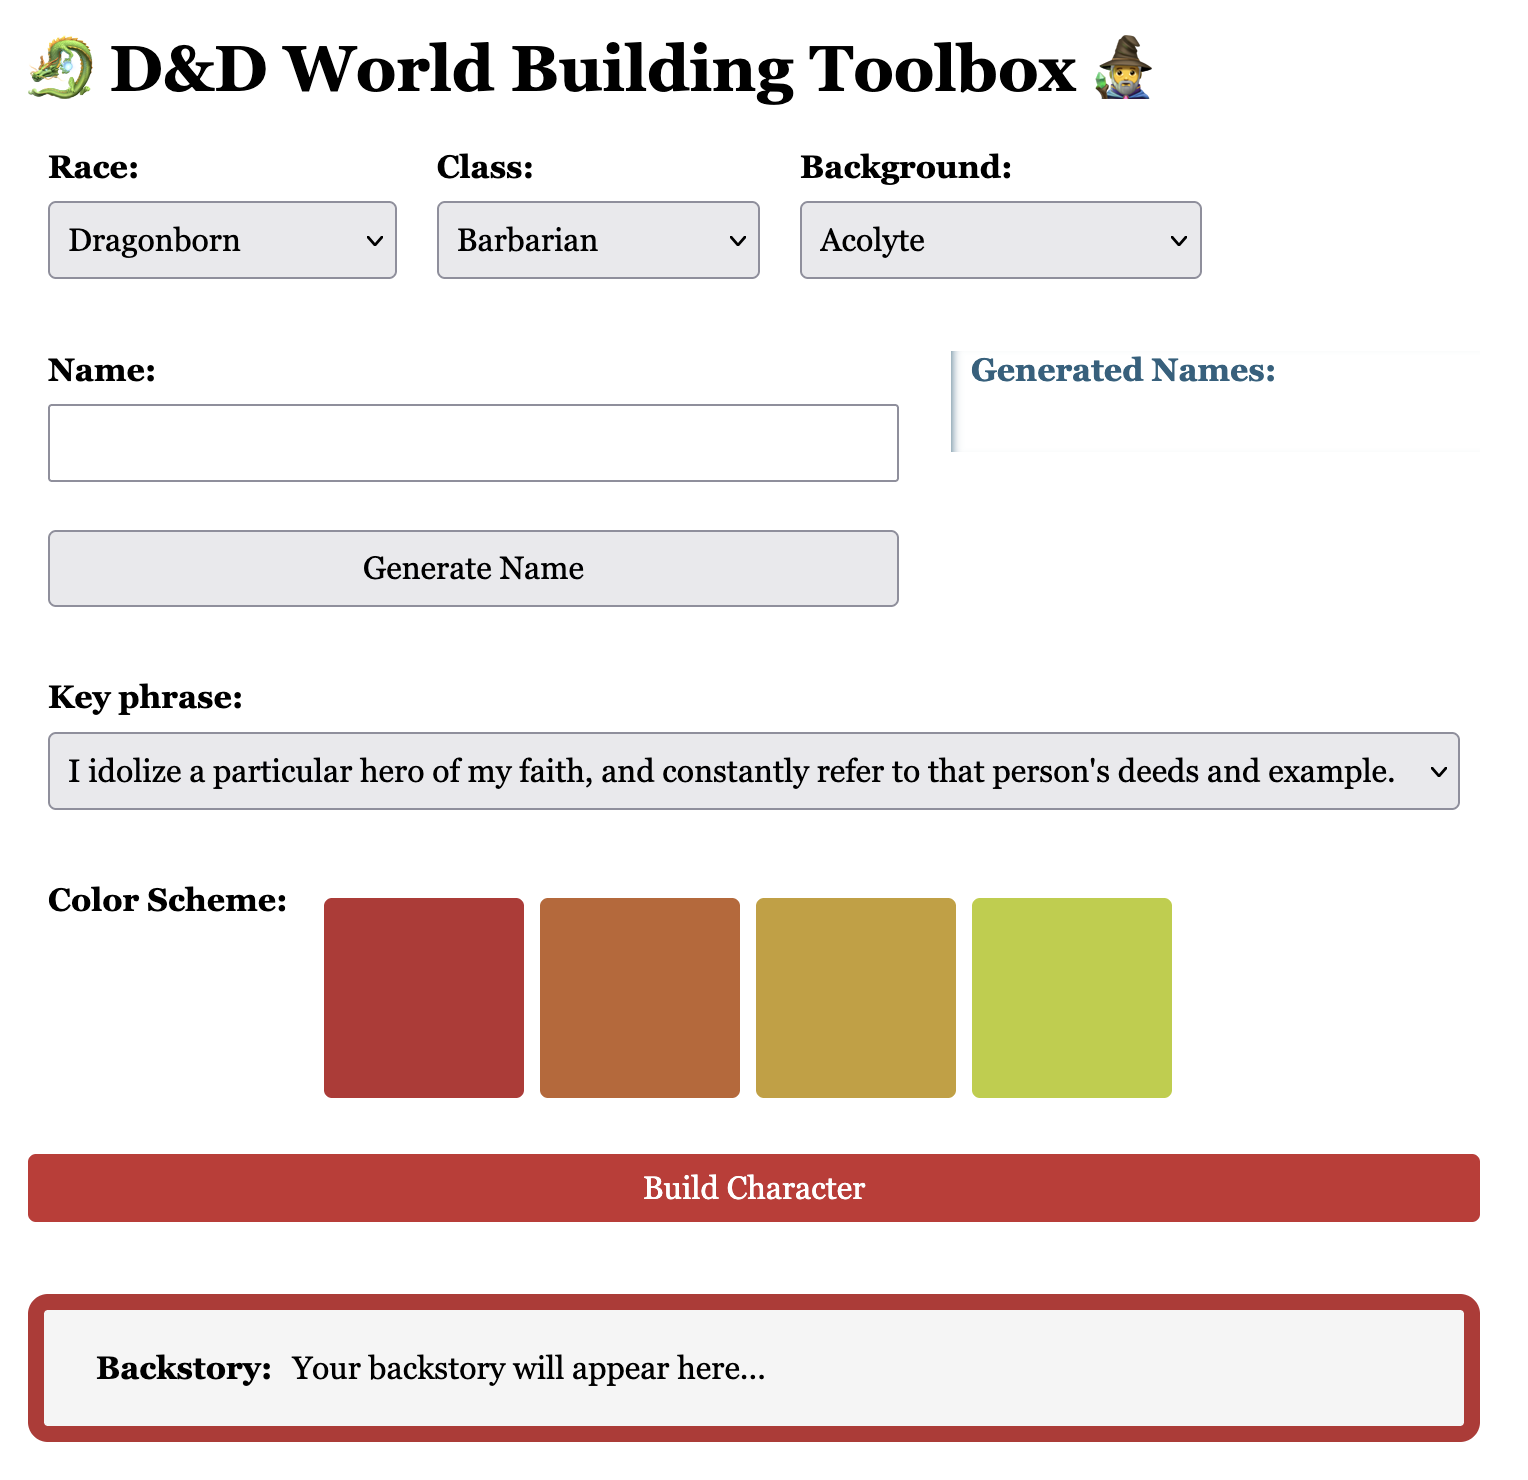 D&D World Building Toolbox
Race: Class: Background:
Dragonborn Barbarian Acolyte
Name: Generated Names:
Generate Name
Key phrase:
I idolize a particular hero of my faith, and constantly refer to that person's deeds and example.
Color Scheme:
Build Character
Backstory: Your backstory will appear here...